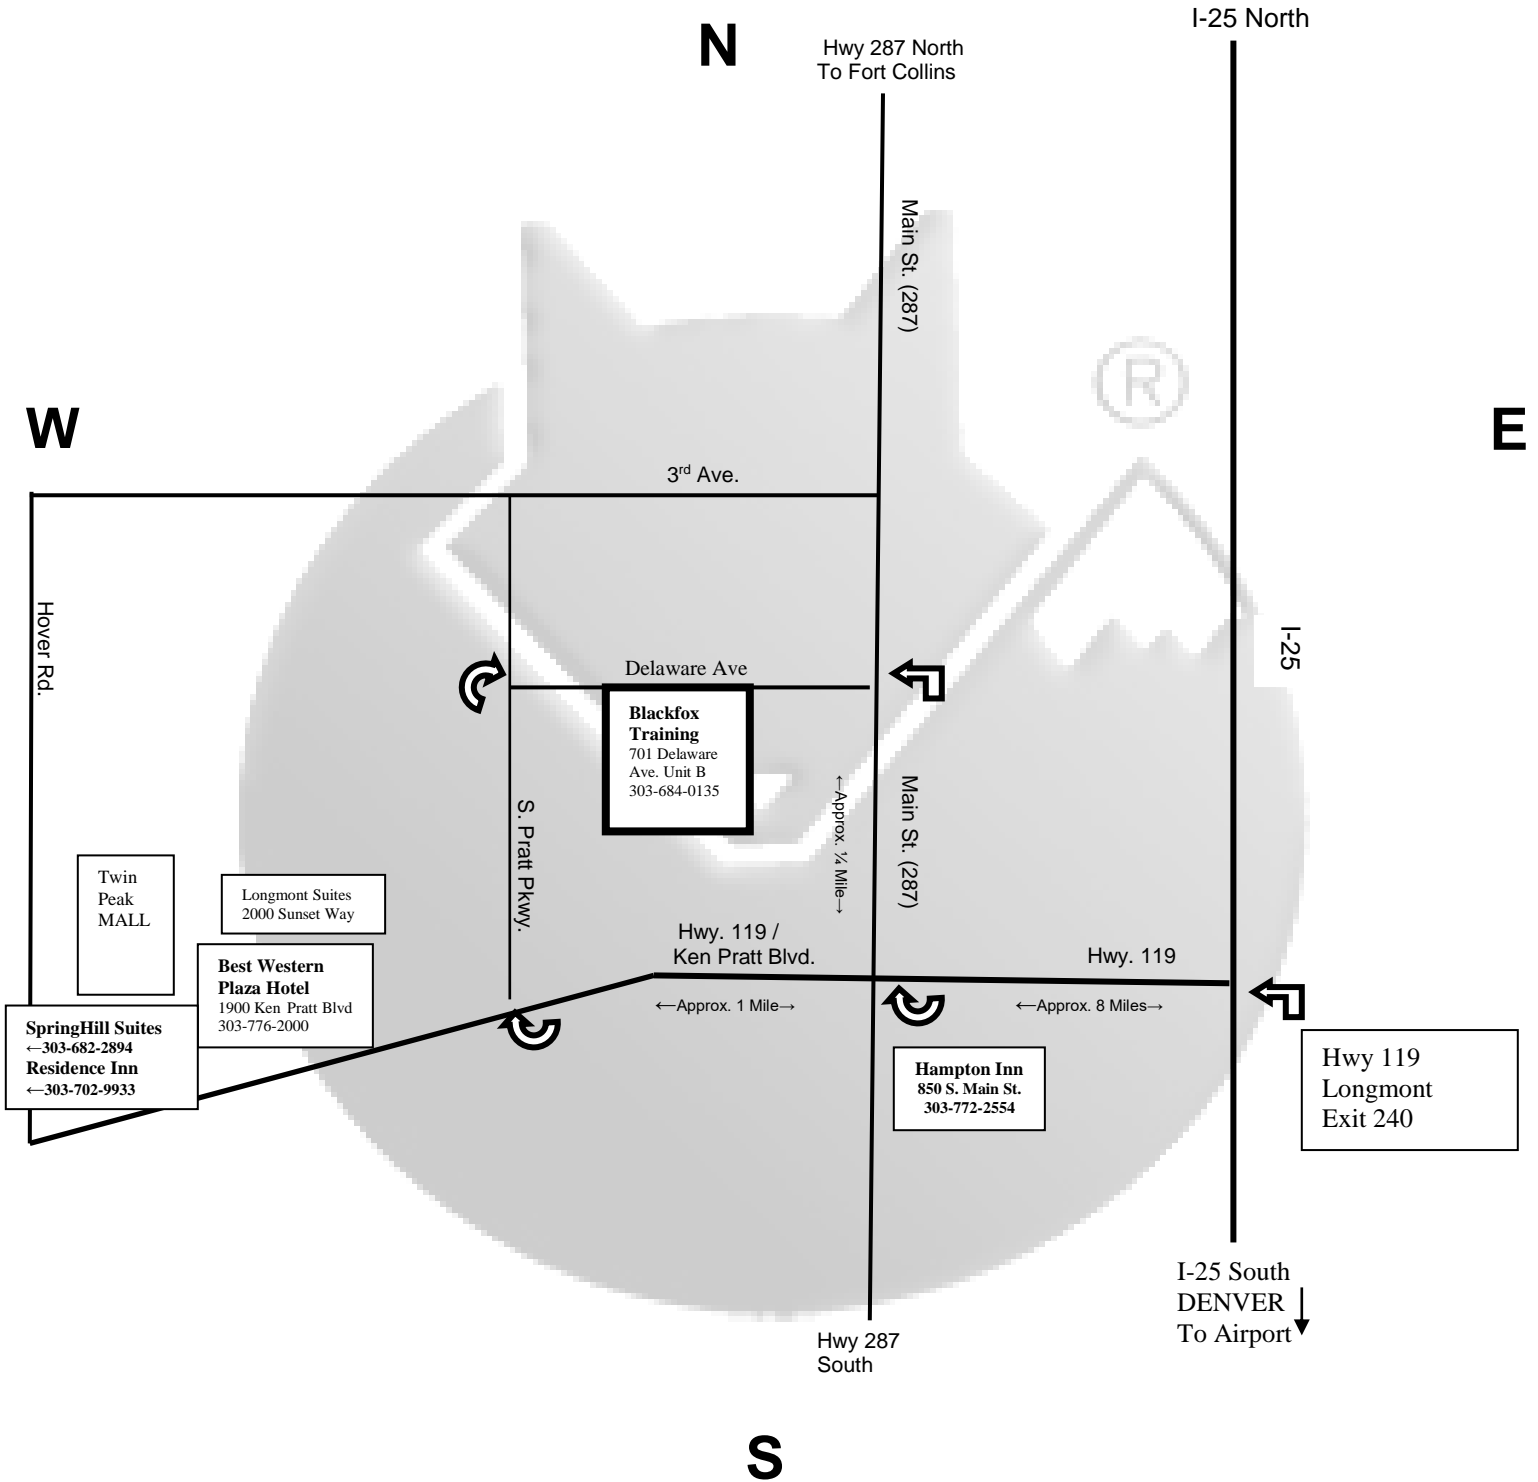 I-25 North
N
Hwy 287 North
To Fort Collins
Main St. (287)
®
W
E
3rd Ave.
Hover Rd.
I-25
Delaware Ave
Blackfox
Training
701 Delaware
Ave. Unit B
303-684-0135
←Approx. ¼ Mile→
Main St. (287)
S. Pratt Pkwy.
Twin
Peak
MALL
Longmont Suites
2000 Sunset Way
Best Western
Plaza Hotel
1900 Ken Pratt Blvd
303-776-2000
SpringHill Suites
←303-682-2894
Residence Inn
←303-702-9933
Hwy. 119 /
Ken Pratt Blvd.
Hwy. 119
←Approx. 1 Mile→
←Approx. 8 Miles→
Hampton Inn
850 S. Main St.
303-772-2554
Hwy 119
Longmont
Exit 240
I-25 South
DENVER
To Airport
Hwy 287
South
S